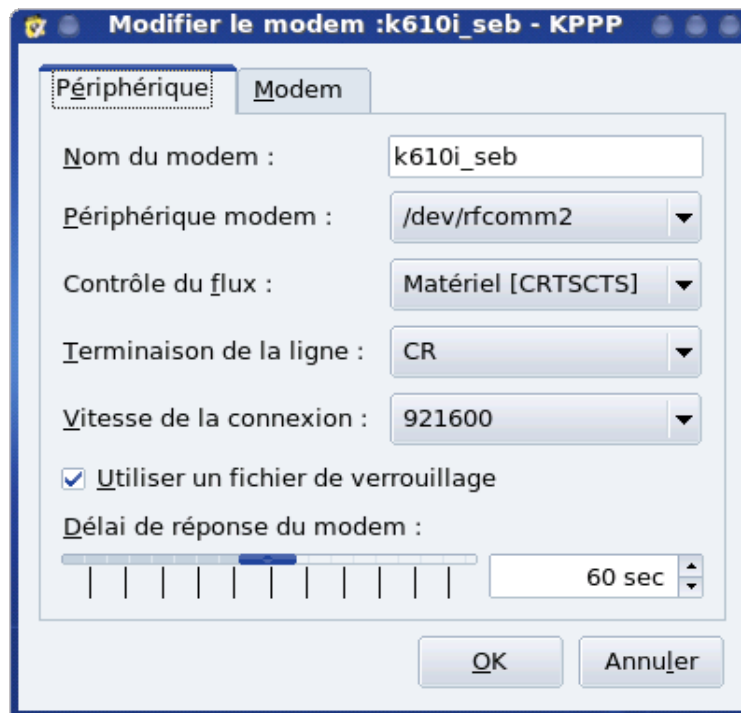 Modifier le modem :k610i_seb - KPPP
Périphérique Modem
Nom du modem : k610i_seb
Périphérique modem : /dev/rfcomm2
Contrôle du flux : Matériel [CRTSCTS]
Terminaison de la ligne : CR
Vitesse de la connexion : 921600
Utiliser un fichier de verrouillage
Délai de réponse du modem :
60 sec
OK Annuler